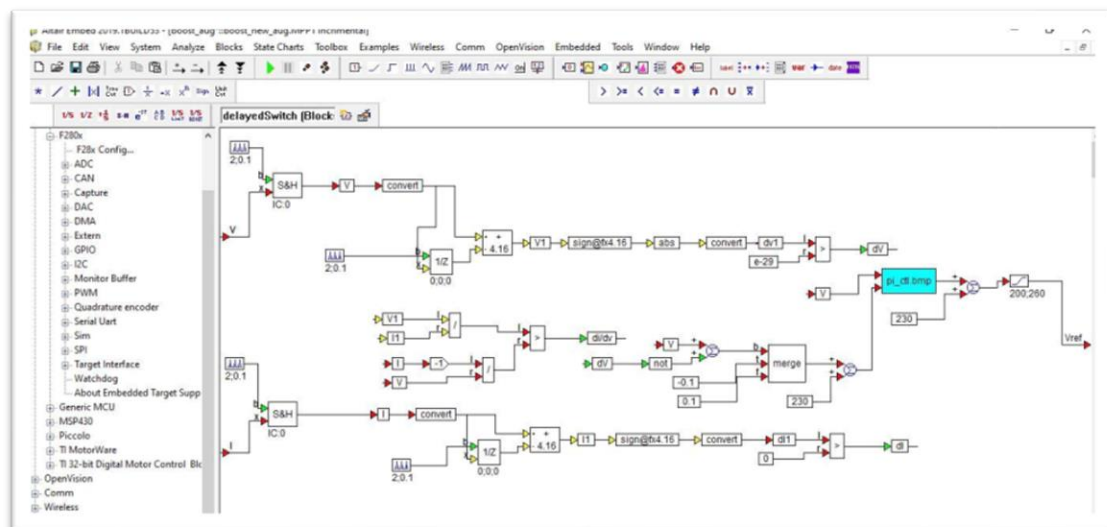 Altair Embed 2019.1BUILD55 - [boost_aug ::boost_new_aug.MPPT Incrimental]
File Edit View System Analyze Blocks State Charts Toolbox Examples Wireless Comm OpenVision Embedded Tools Window Help
delayedSwitch (Block
F280x
F28x Config...
ADC
CAN
Capture
DAC
DMA
Extern
GPIO
I2C
Monitor Buffer
PWM
Quadrature encoder
Serial Uart
Sim
SPI
Target Interface
Watchdog
About Embedded Target Supp
Generic MCU
MSP430
Piccolo
TI MotorWare
TI 32-bit Digital Motor Control Blc
OpenVision
Comm
Wireless
2;0.1
b
x
S&H
IC:0
V
convert
V
2;0.1
b
x
1/Z
0;0;0
- +
- 4.16
V1
sign@fx4.16
abs
convert
dv1
e-29
l
r
>
dV
V
pi_ctl.bmp
230
200;260
Vref
V1
I1
l
r
/
l
r
>
di/dv
I
-1
V
l
r
/
V
dV
not
-0.1
0.1
b
t
f
merge
230
2;0.1
b
x
S&H
IC:0
I
convert
I
2;0.1
b
x
1/Z
0;0;0
- +
- 4.16
I1
sign@fx4.16
convert
dI1
0
l
r
>
dI